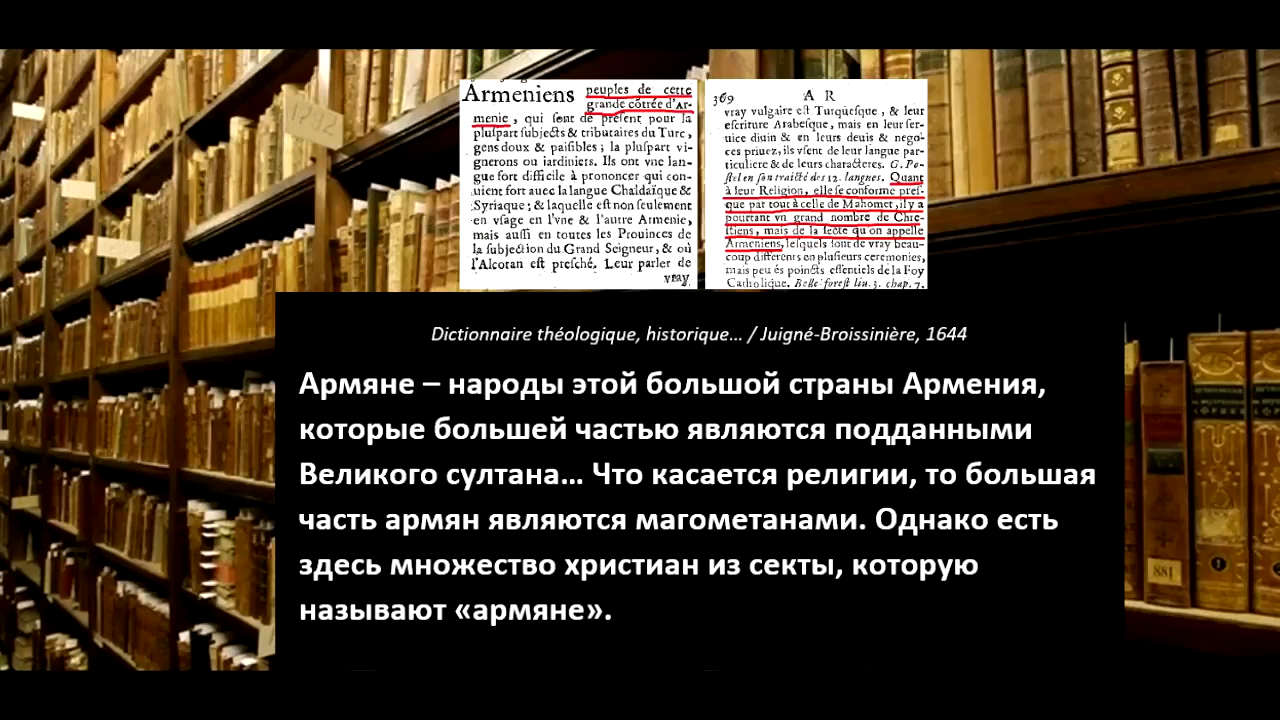 Armeniens peuples de cette
grande cõtrée d'Ar-
menie, qui sont de present pour la
pluspart subjects & tributaires du Turc,
gens doux & paisibles; la pluspart vi-
gnerons ou iardiniers. Ils ont vne lan-
gue fort difficile à prononcer qui con-
uient fort auec la langue Chaldaïque &
Syriaque; & laquelle est non seulement
en vsage en l'vne & l'autre Armenie,
mais aussi en toutes les Prouinces de
la subjection du Grand Seigneur, & où
l'Alcoran est presché. Leur parler de
vray
369 AR
vray vulgaire est Turquesque, & leur
escriture Arabesque, mais en leur ser-
uice diuin & en leurs deuis & nego-
ces priuez, ils vsent de leur langue par-
ticuliere & de leurs characteres. G. Po-
stel en son traicté des 12. langues. Quant
à leur Religion, elle se conforme pres-
que par tout à celle de Mahomet, il y a
pourtant vn grand nombre de Chre-
stiens, mais de la secte qu'on appelle
Armeniens, lesquels sont de vray beau-
coup differents en plusieurs ceremonies,
mais peu és poincts essentiels de la Foy
Catholique. Belle-forest liu. 3. chap. 7.
Dictionnaire théologique, historique... / Juigné-Broissinière, 1644
Армяне – народы этой большой страны Армения,
которые большей частью являются подданными
Великого султана... Что касается религии, то большая
часть армян являются магометанами. Однако есть
здесь множество христиан из секты, которую
называют «армяне».
881